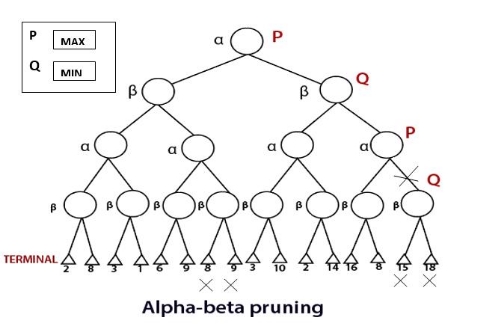 P MAX
Q MIN
α P
β β Q
α α α α P
β β β β β β β β Q
TERMINAL 2 8 3 1 6 9 8 9 3 10 2 14 16 8 15 18
Alpha-beta pruning